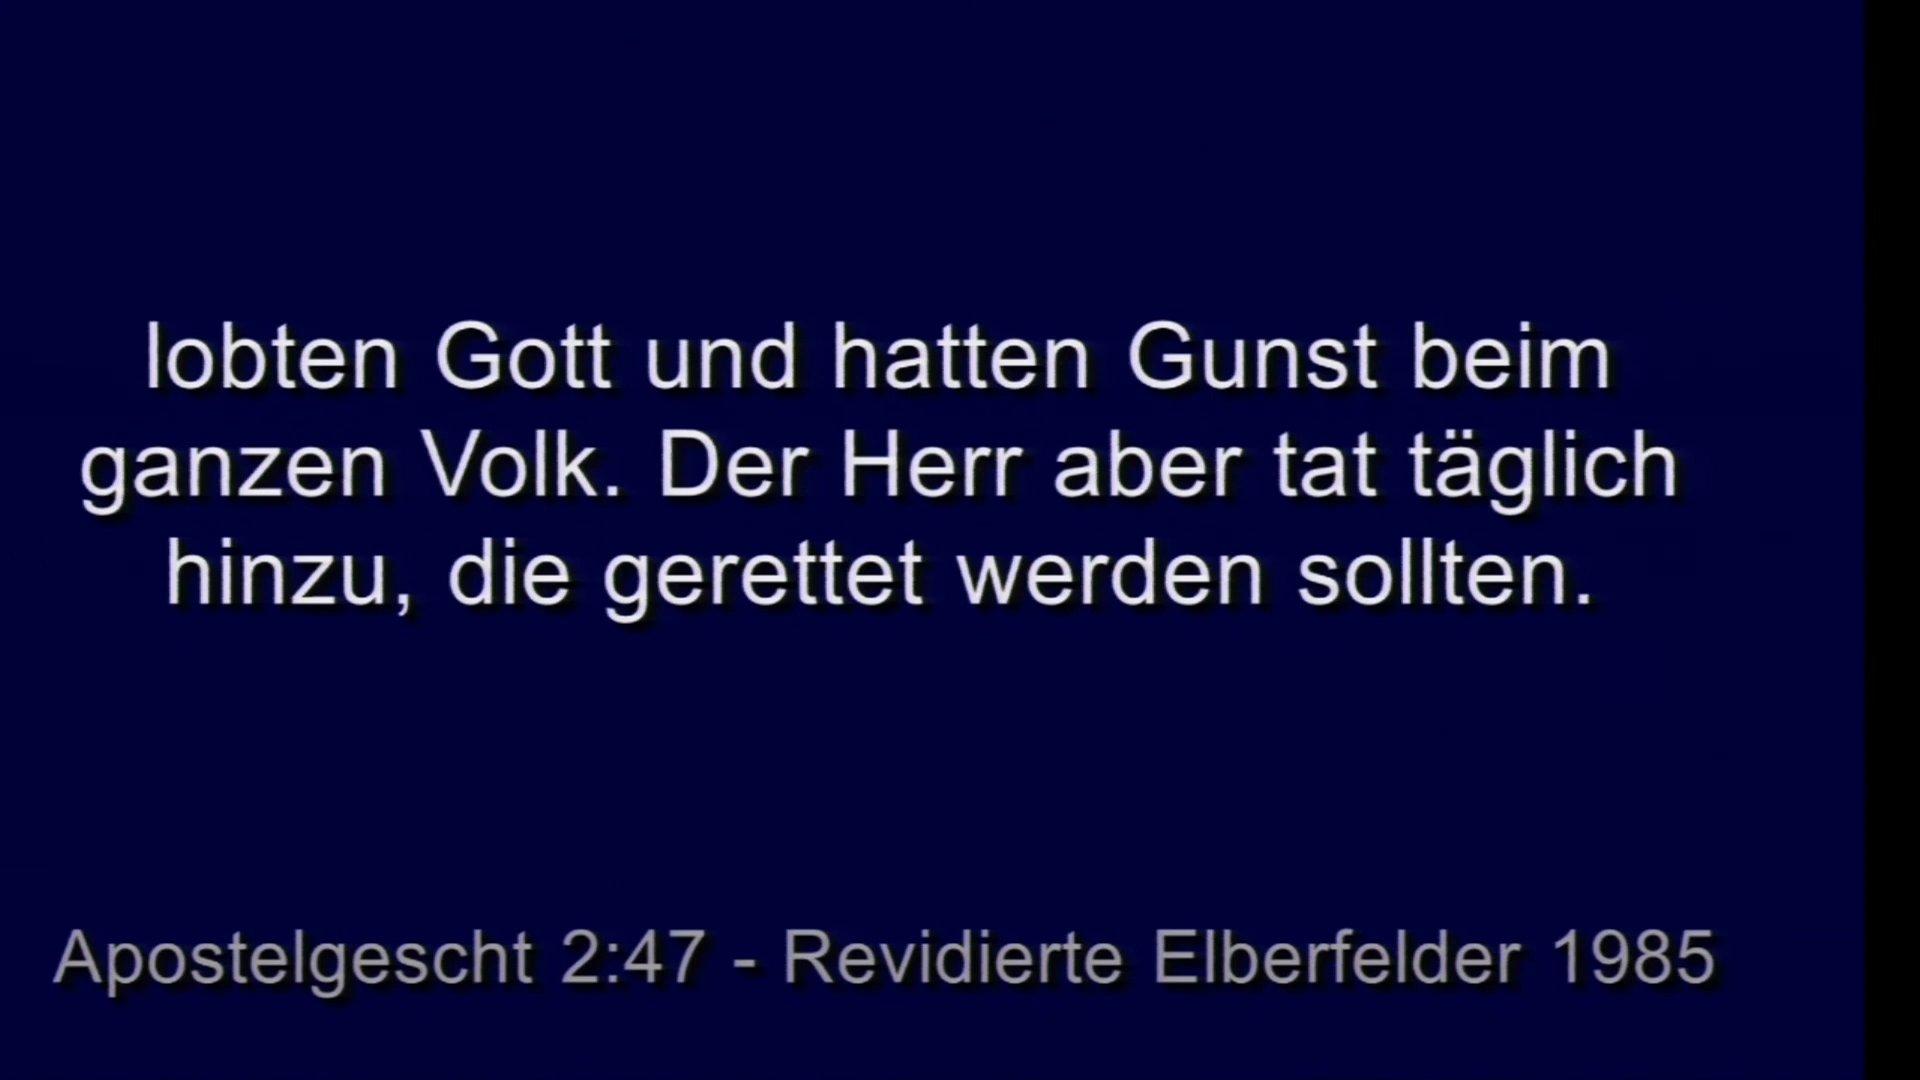 lobten Gott und hatten Gunst beim
ganzen Volk. Der Herr aber tat täglich
hinzu, die gerettet werden sollten.
Apostelgescht 2:47 - Revidierte Elberfelder 1985